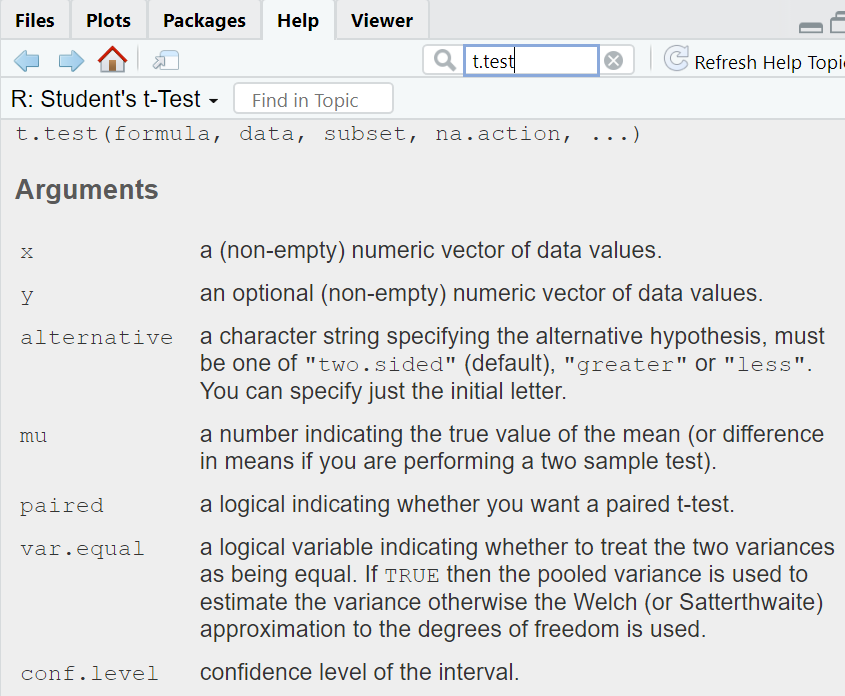 Files Plots Packages Help Viewer
t.test Refresh Help Topi
R: Student's t-Test Find in Topic
t.test(formula, data, subset, na.action, ...)
Arguments
x a (non-empty) numeric vector of data values.
y an optional (non-empty) numeric vector of data values.
alternative a character string specifying the alternative hypothesis, must
be one of "two.sided" (default), "greater" or "less".
You can specify just the initial letter.
mu a number indicating the true value of the mean (or difference
in means if you are performing a two sample test).
paired a logical indicating whether you want a paired t-test.
var.equal a logical variable indicating whether to treat the two variances
as being equal. If TRUE then the pooled variance is used to
estimate the variance otherwise the Welch (or Satterthwaite)
approximation to the degrees of freedom is used.
conf.level confidence level of the interval.